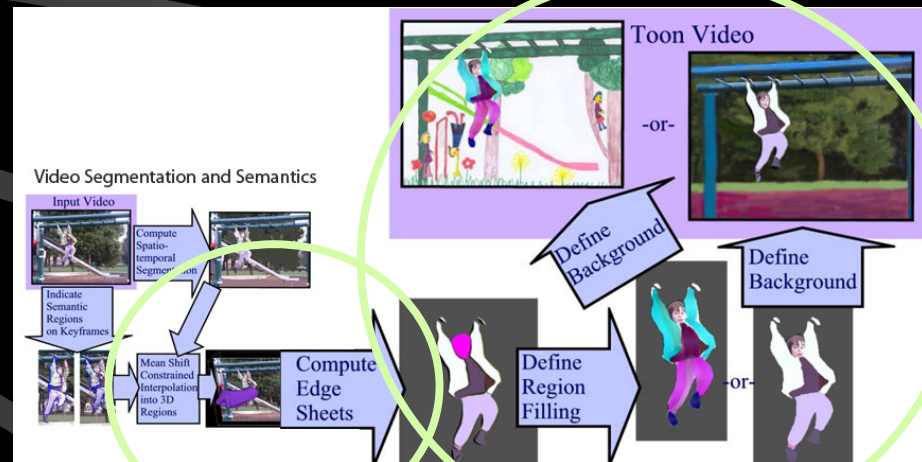 Toon Video
-or-
Video Segmentation and Semantics
Input Video
Compute
Spatio-
temporal
Segmentation
Define
Background
Define
Background
Indicate
Semantic
Regions
on Keyframes
Mean Shift
Constrained
Interpolation
into 3D
Regions
Compute
Edge
Sheets
Define
Region
Filling
-or-